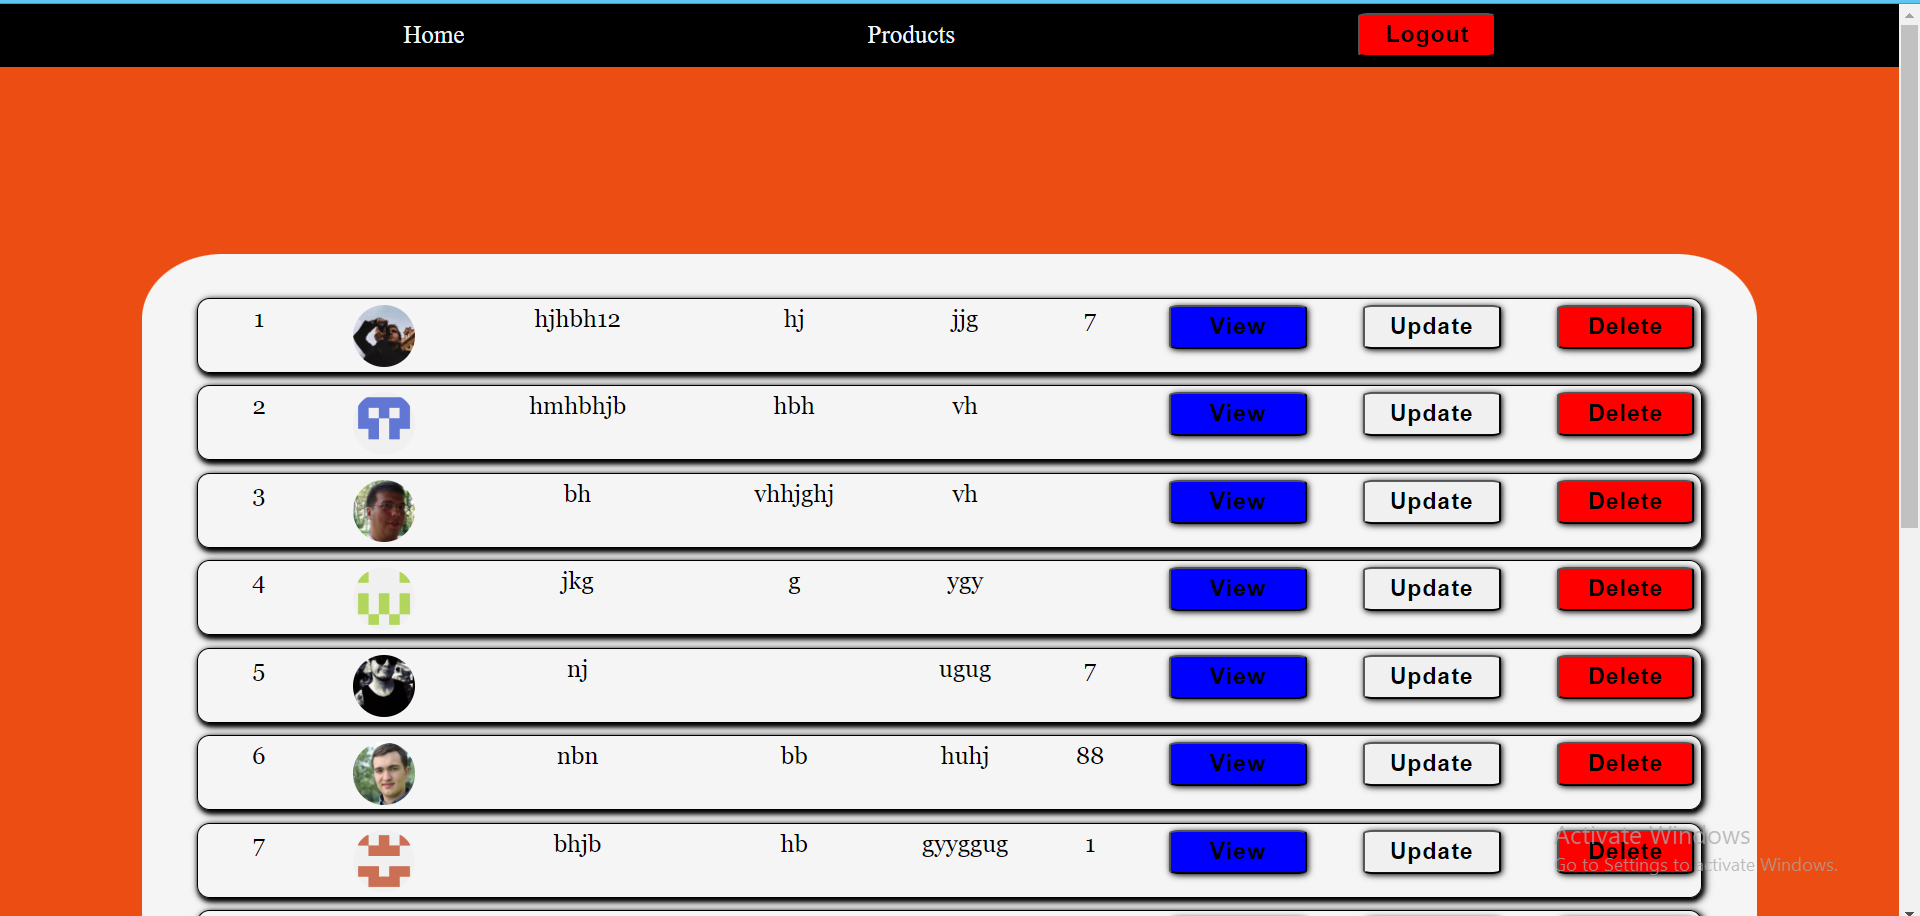 Home Products Logout
1 hjhbh12 hj jjg 7 View Update Delete
2 hmhbhjb hbh vh View Update Delete
3 bh vhhjghj vh View Update Delete
4 jkg g ygy View Update Delete
5 nj ugug 7 View Update Delete
6 nbn bb huhj 88 View Update Delete
7 bhjb hb gyyggug 1 View Update Delete
Activate Windows
Go to Settings to activate Windows.